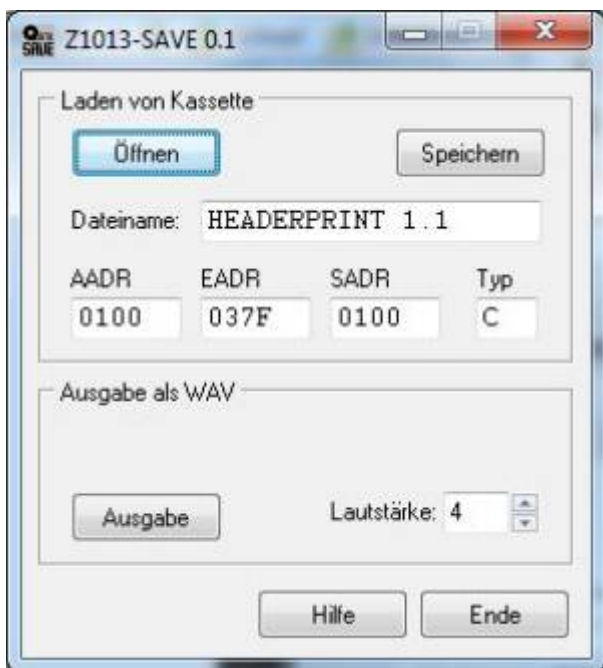 SAVE Z1013-SAVE 0.1
Laden von Kassette
Öffnen Speichern
Dateiname: HEADERPRINT 1.1
AADR EADR SADR Typ
0100 037F 0100 C
Ausgabe als WAV
Ausgabe Lautstärke: 4
Hilfe Ende